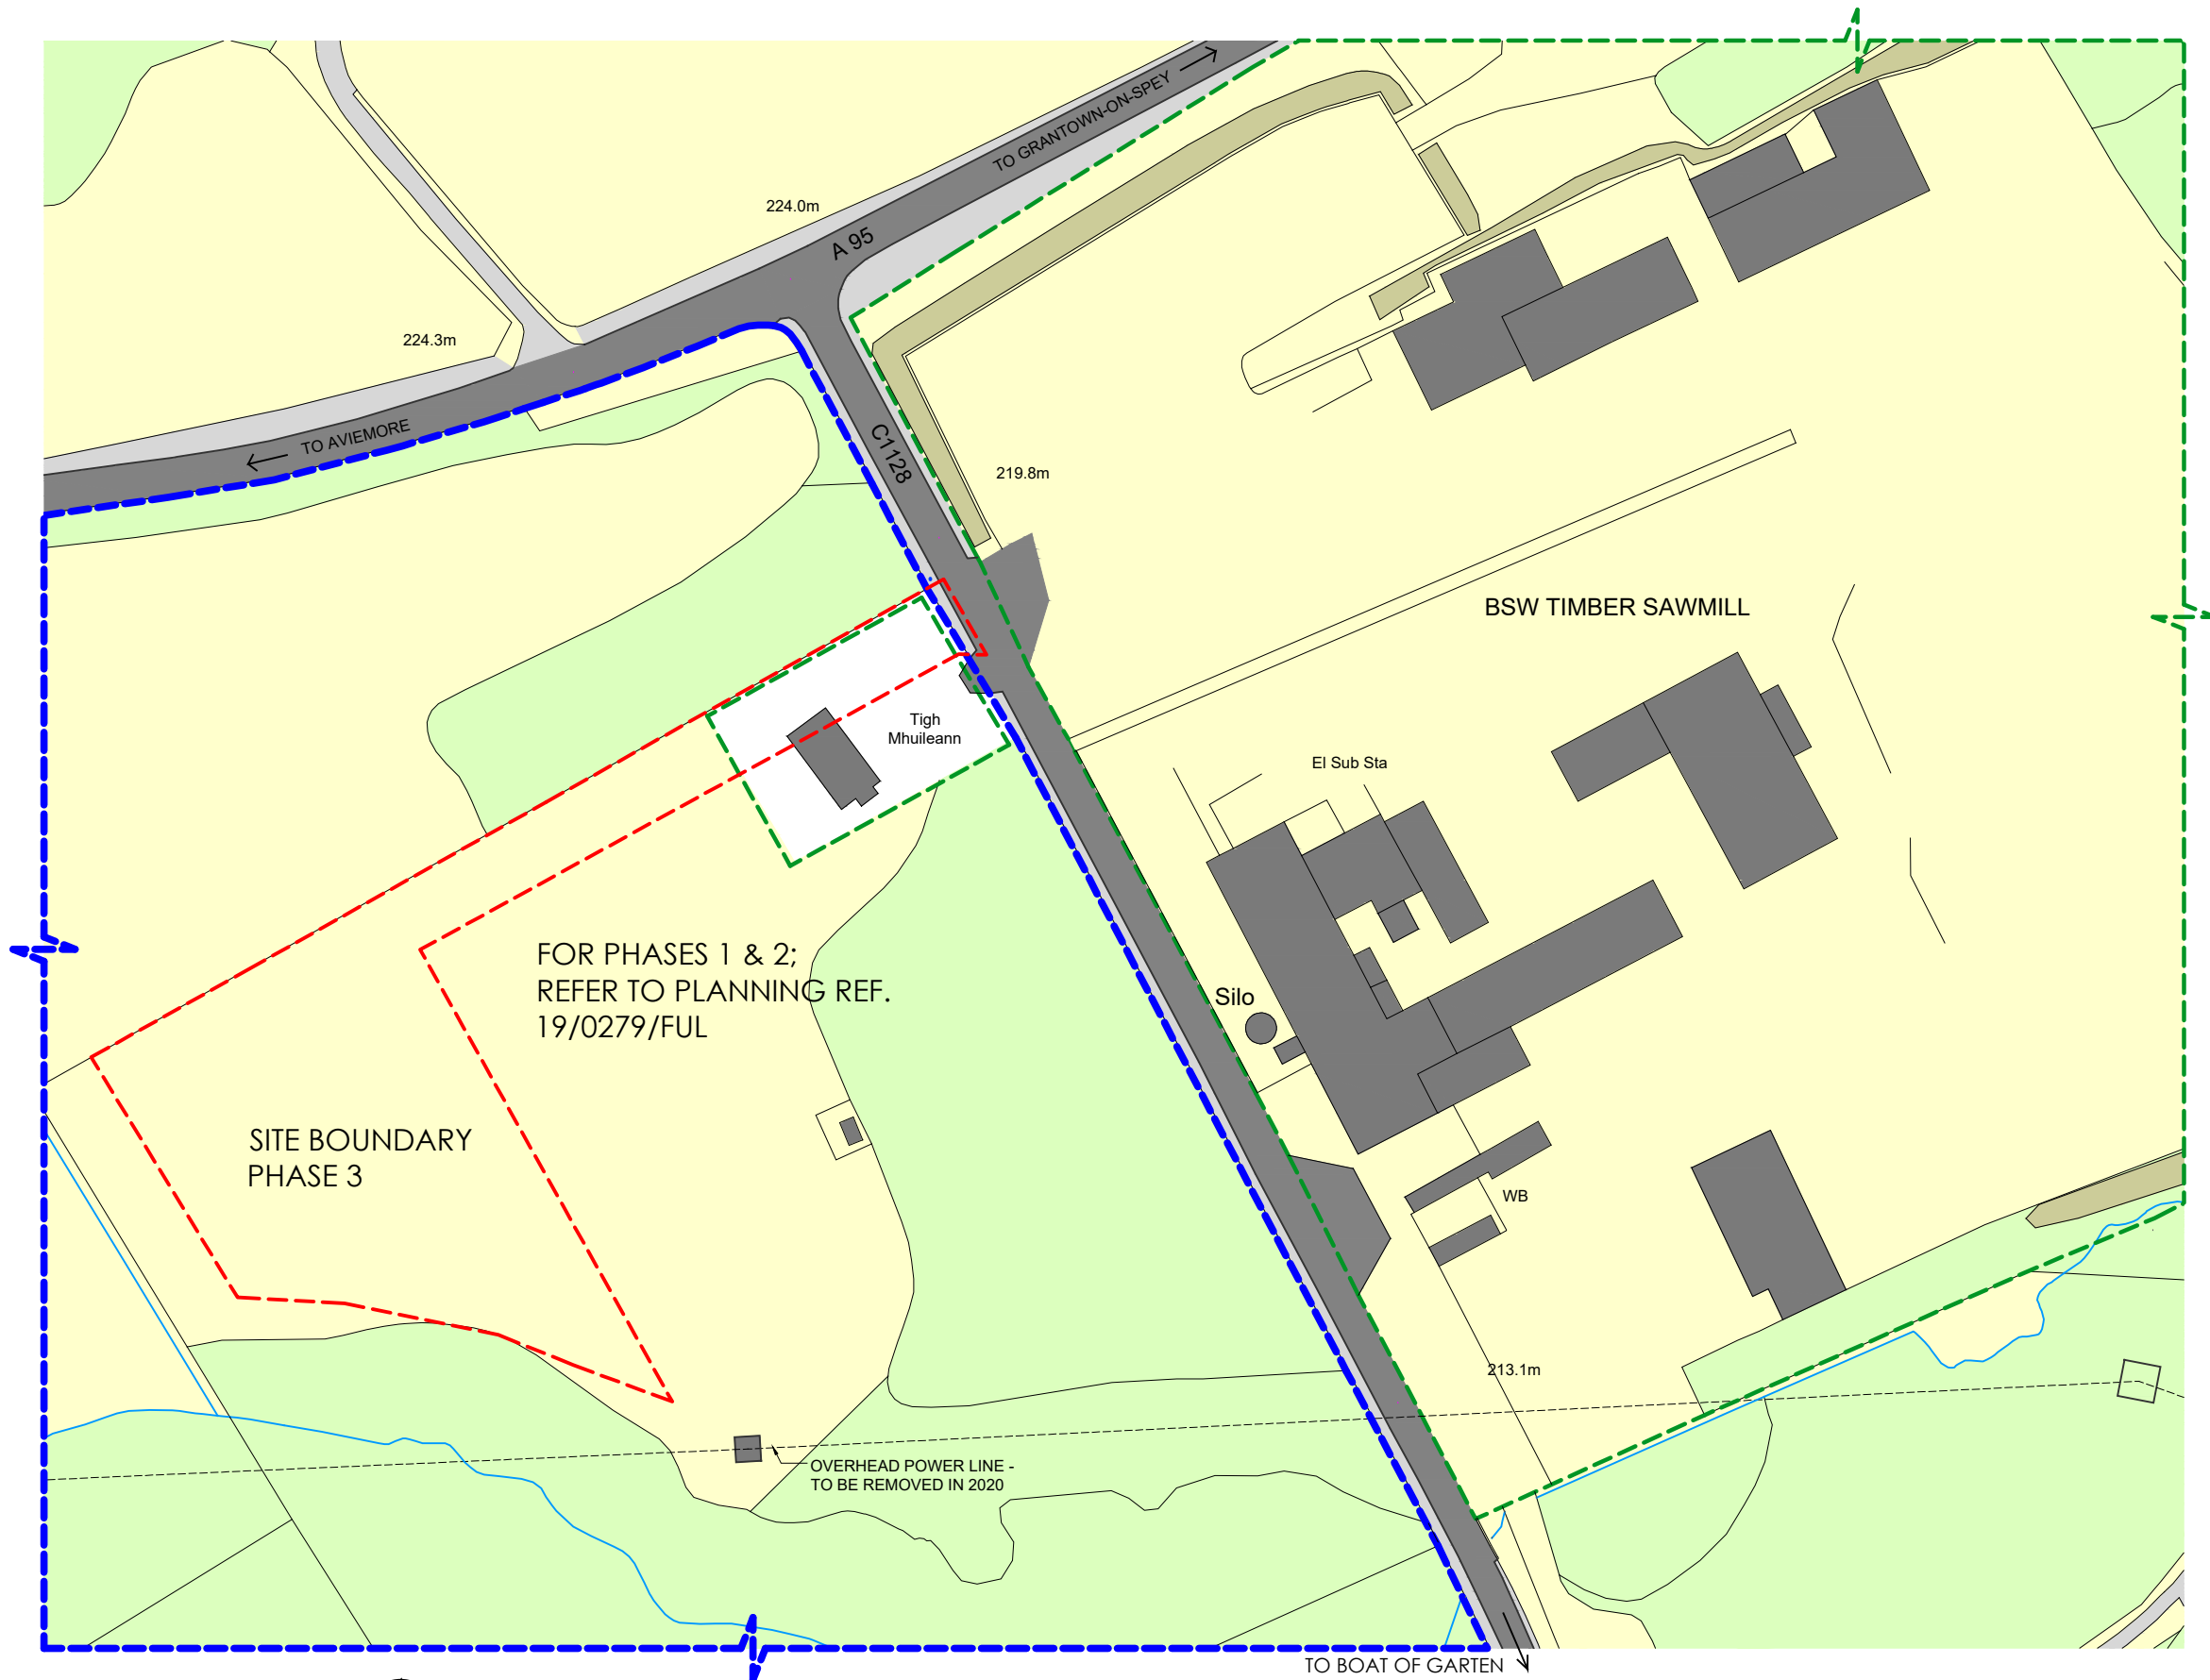 TO GRANTOWN-ON-SPEY
224.0m
A 95
224.3m
TO AVIEMORE
C1128
219.8m
BSW TIMBER SAWMILL
Tigh
Mhuileann
El Sub Sta
FOR PHASES 1 & 2;
REFER TO PLANNING REF.
19/0279/FUL
Silo
SITE BOUNDARY
PHASE 3
WB
213.1m
OVERHEAD POWER LINE -
TO BE REMOVED IN 2020
TO BOAT OF GARTEN